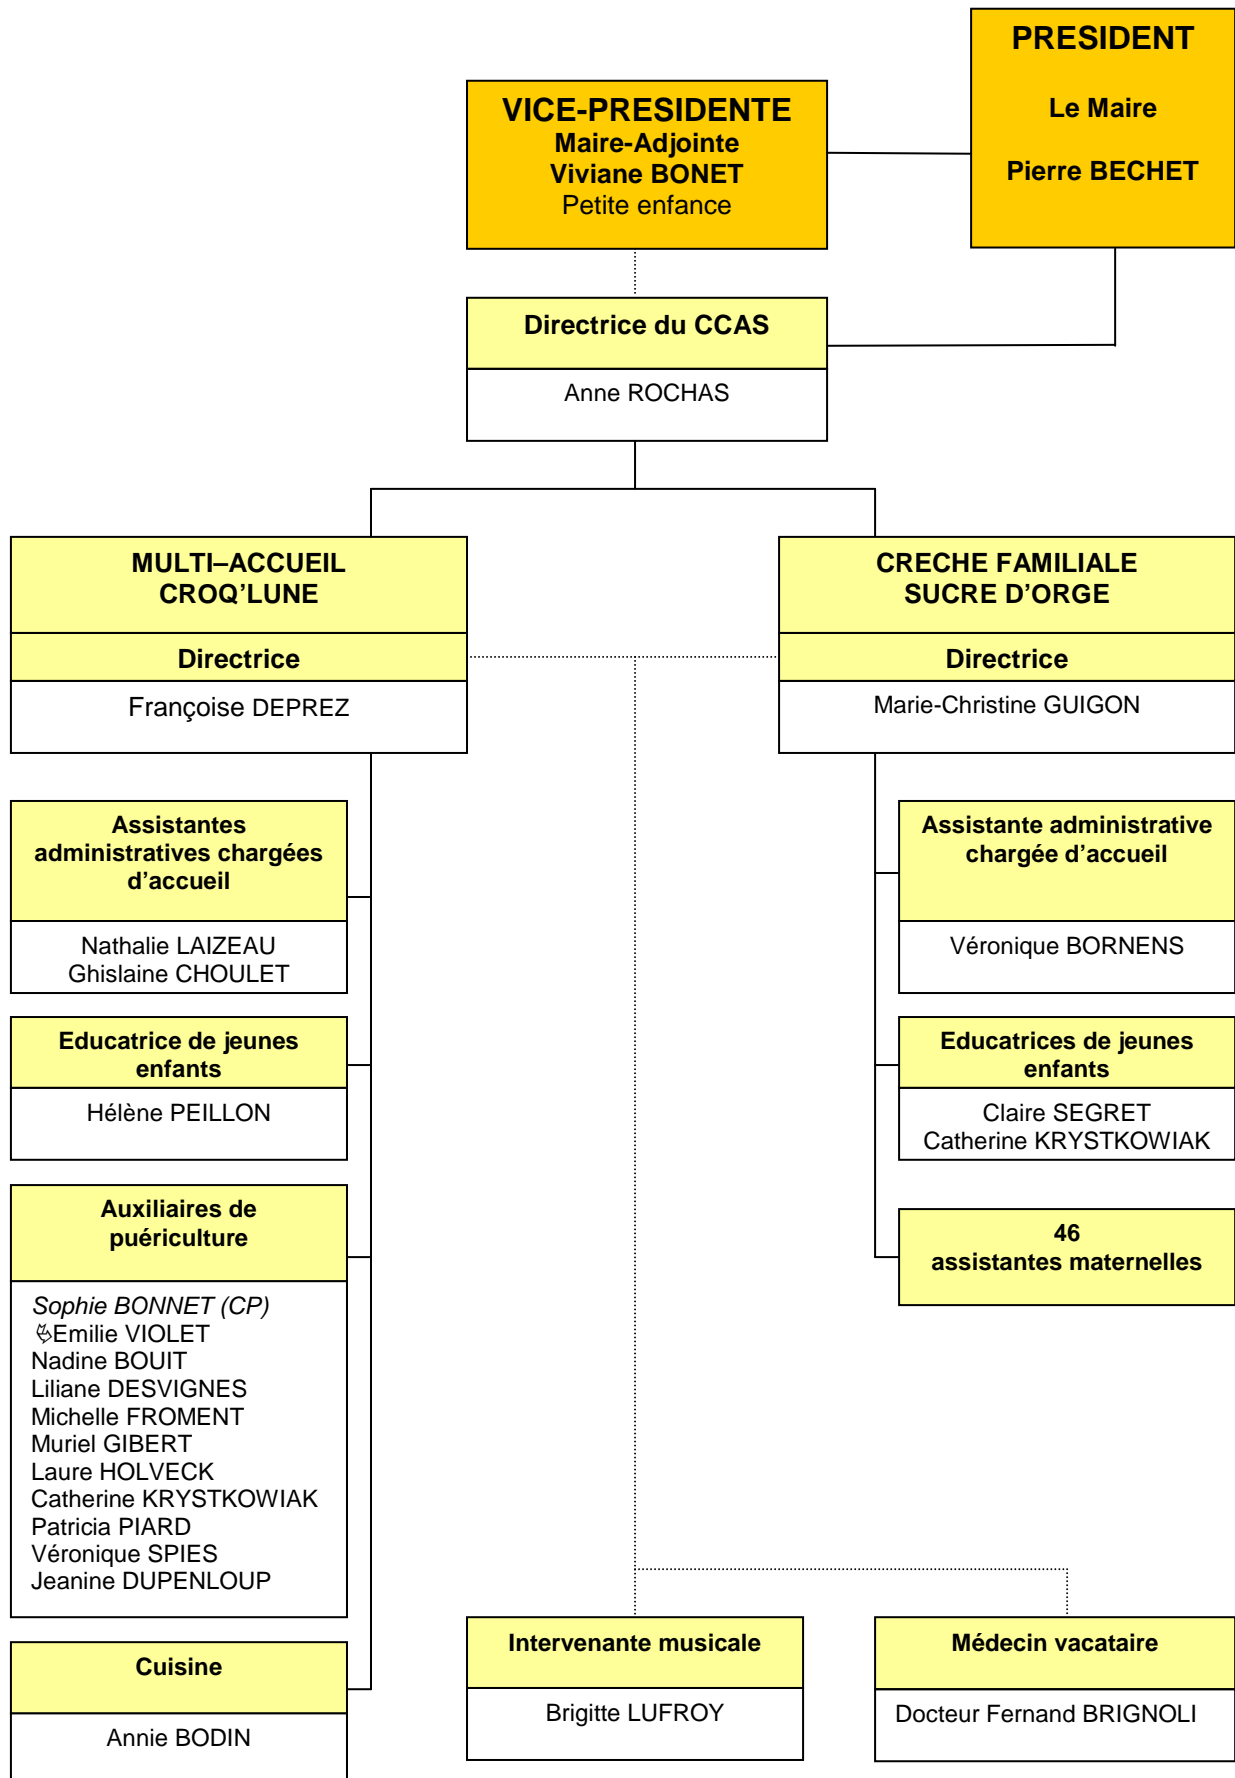 PRESIDENT
Le Maire
Pierre BECHET
VICE-PRESIDENTE
Maire-Adjointe
Viviane BONET
Petite enfance
Directrice du CCAS
Anne ROCHAS
MULTI–ACCUEIL
CROQ'LUNE
Directrice
Françoise DEPREZ
CRECHE FAMILIALE
SUCRE D'ORGE
Directrice
Marie-Christine GUIGON
Assistantes
administratives chargées
d'accueil
Nathalie LAIZEAU
Ghislaine CHOULET
Assistante administrative
chargée d'accueil
Véronique BORNENS
Educatrice de jeunes
enfants
Hélène PEILLON
Educatrices de jeunes
enfants
Claire SEGRET
Catherine KRYSTKOWIAK
Auxiliaires de
puériculture
Sophie BONNET (CP)
Emilie VIOLET
Nadine BOUIT
Liliane DESVIGNES
Michelle FROMENT
Muriel GIBERT
Laure HOLVECK
Catherine KRYSTKOWIAK
Patricia PIARD
Véronique SPIES
Jeanine DUPENLOUP
46
assistantes maternelles
Cuisine
Annie BODIN
Intervenante musicale
Brigitte LUFROY
Médecin vacataire
Docteur Fernand BRIGNOLI